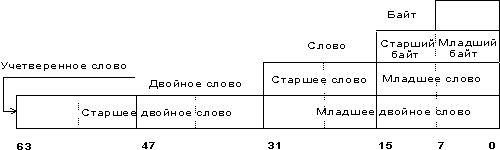 Байт
Слово
Старший байт
Младший байт
Учетверенное слово
Двойное слово
Старшее слово
Младшее слово
Старшее двойное слово
Младшее двойное слово
63 47 31 15 7 0